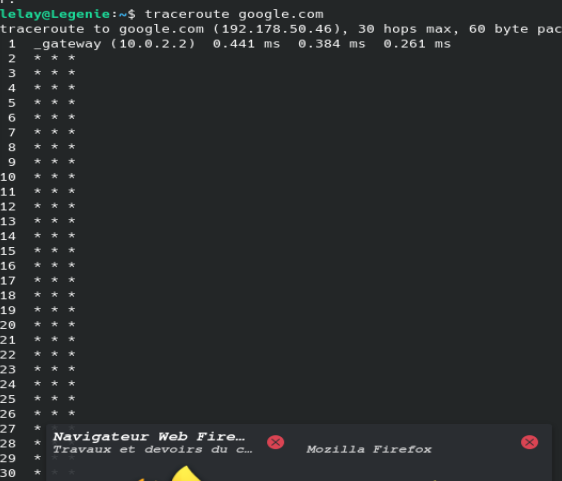 lelay@Legenie:~$ traceroute google.com
traceroute to google.com (192.178.50.46), 30 hops max, 60 byte pac
1 _gateway (10.0.2.2) 0.441 ms 0.384 ms 0.261 ms
2 * * *
3 * * *
4 * * *
5 * * *
6 * * *
7 * * *
8 * * *
9 * * *
10 * * *
11 * * *
12 * * *
13 * * *
14 * * *
15 * * *
16 * * *
17 * * *
18 * * *
19 * * *
20 * * *
21 * * *
22 * * *
23 * * *
24 * * *
25 * * *
26 * * *
27 *
28 *
29 *
30 *
Navigateur Web Fire…
Travaux et devoirs du c…
Mozilla Firefox